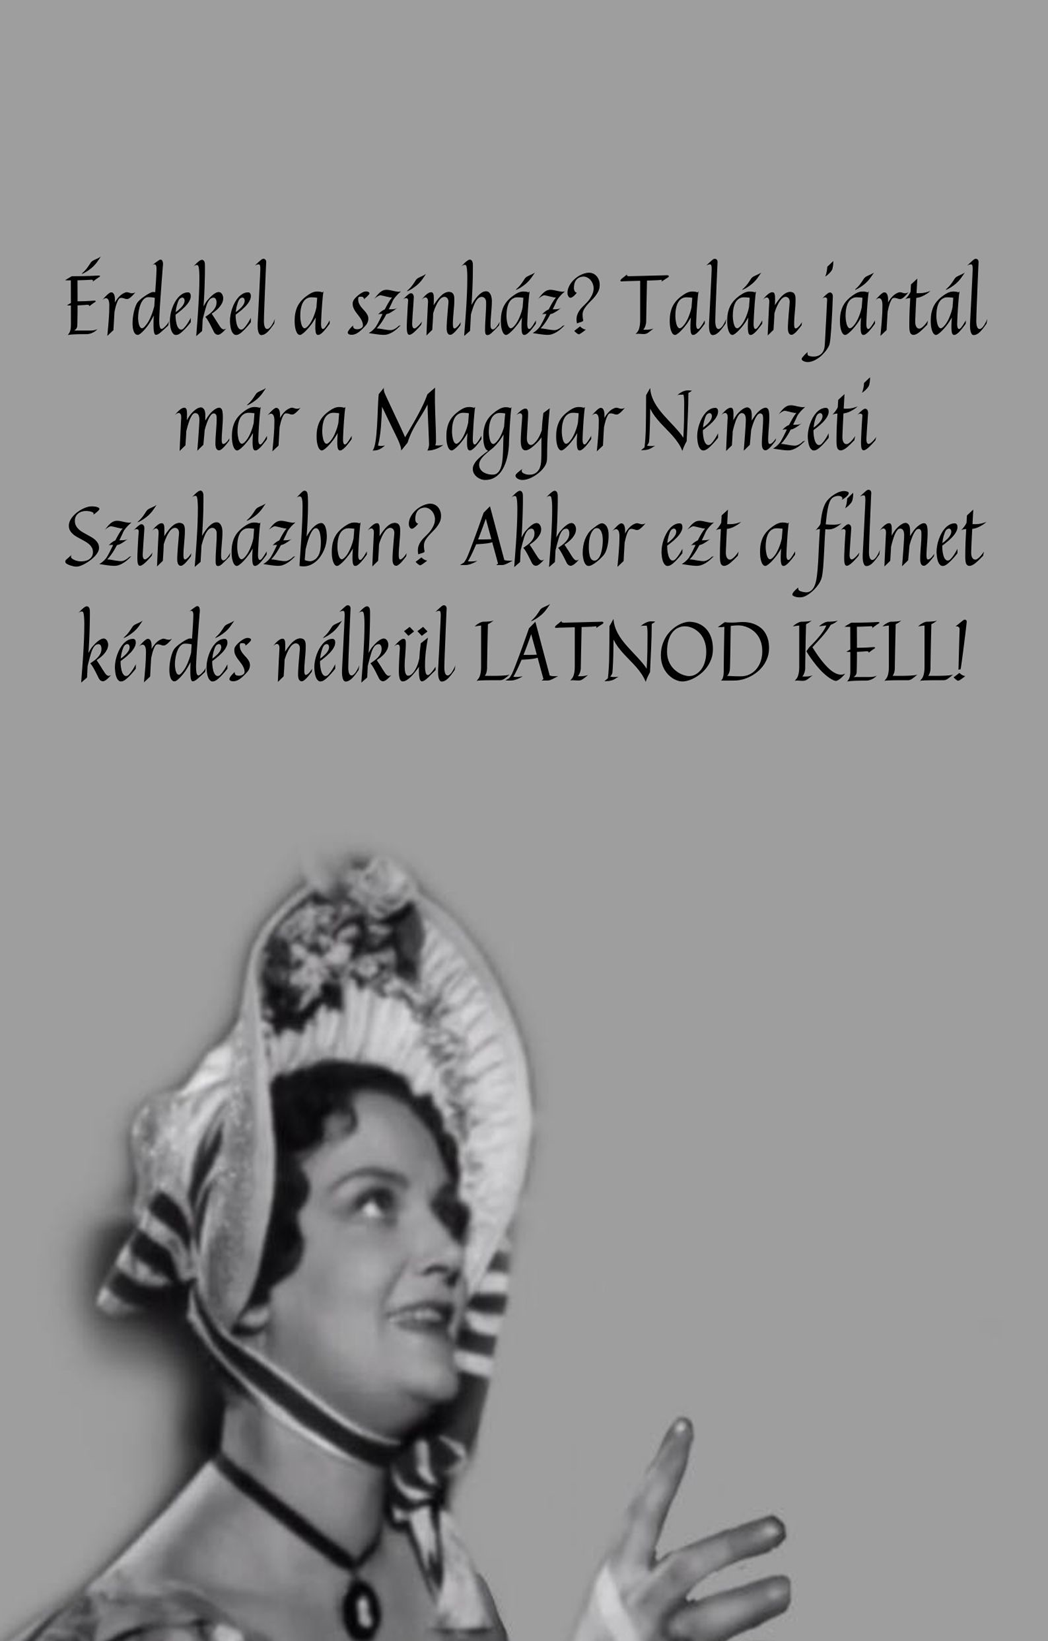 Érdekel a színház? Talán jártál
már a Magyar Nemzeti
Színházban? Akkor ezt a filmet
kérdés nélkül LÁTNOD KELL!